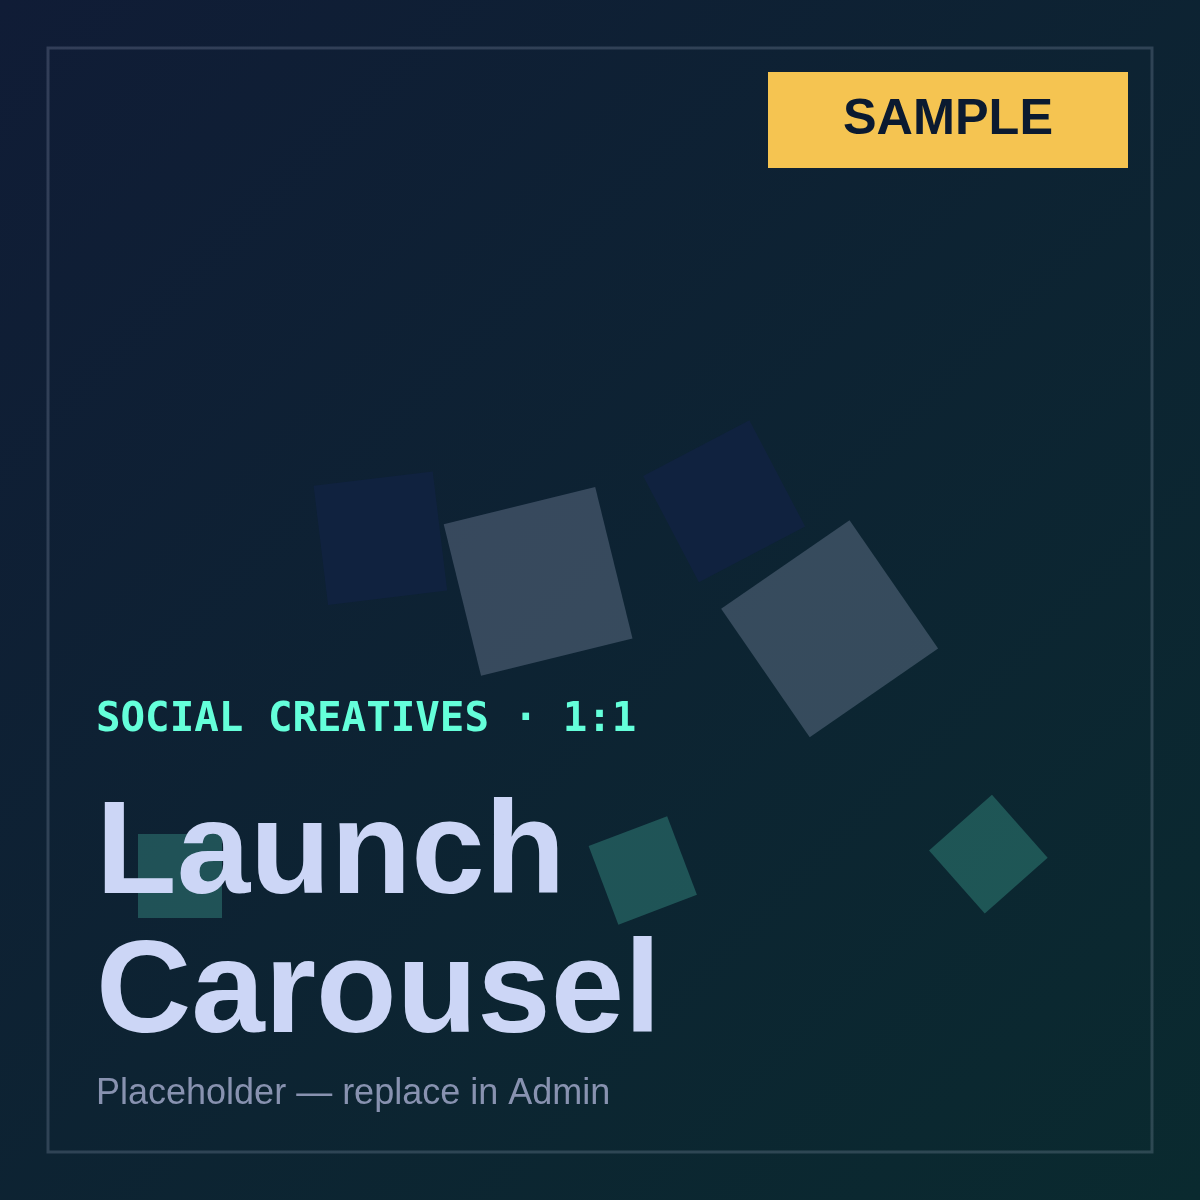 SAMPLE
SOCIAL CREATIVES · 1:1
Launch
Carousel
Placeholder — replace in Admin